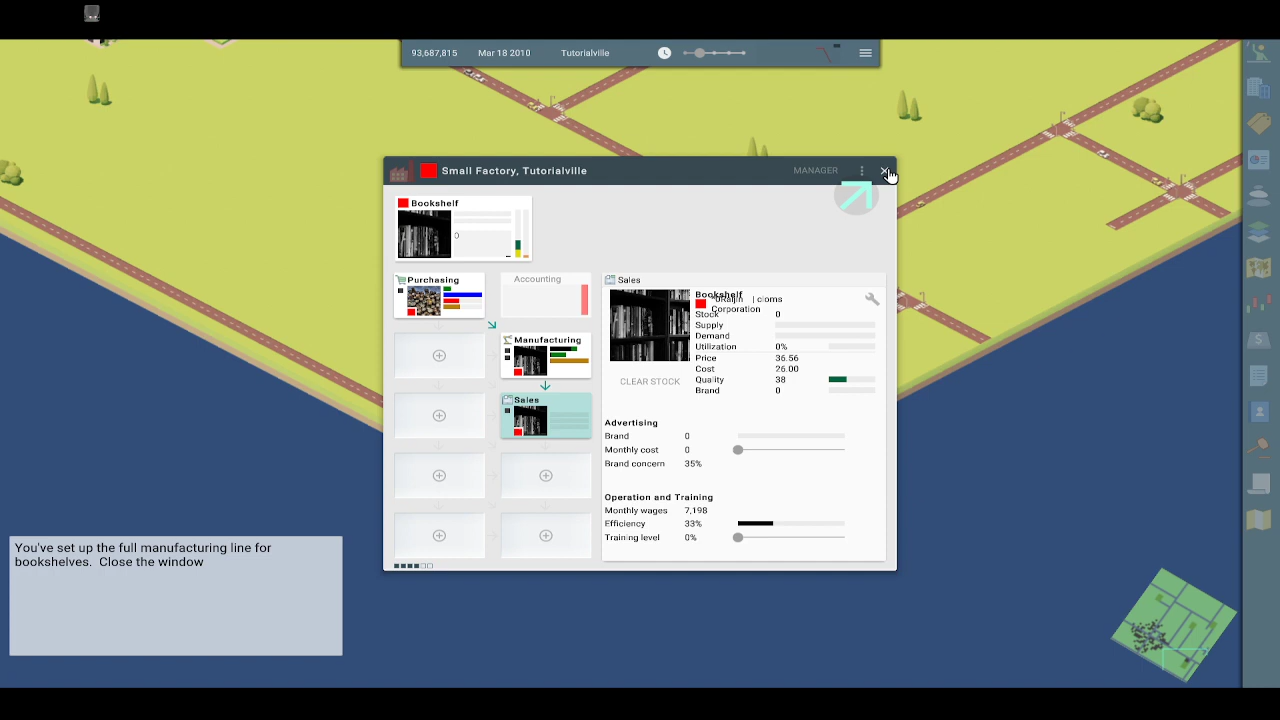 93,687,815 Mar 18 2010 Tutorialville
Small Factory, Tutorialville MANAGER
Bookshelf
0
Purchasing
Accounting
Manufacturing
Sales
Sales
Bookshelf
Corporation
Stock 0
Supply
Demand
Utilization 0%
Price 36.56
Cost 26.00
Quality 38
Brand 0
CLEAR STOCK
Advertising
Brand 0
Monthly cost 0
Brand concern 35%
Operation and Training
Monthly wages 7,198
Efficiency 33%
Training level 0%
You've set up the full manufacturing line for
bookshelves. Close the window